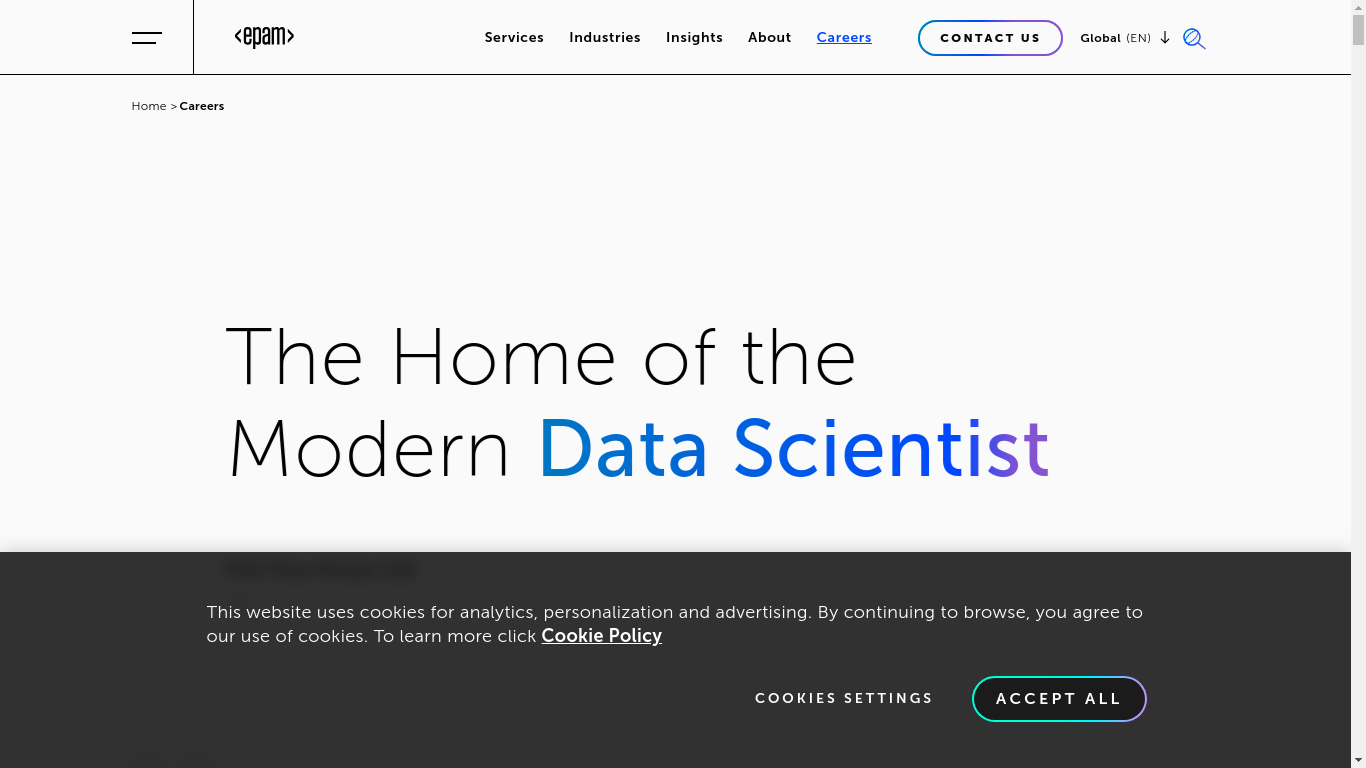 <epam>
Services Industries Insights About Careers
CONTACT US
Global (EN)
Home > Careers
The Home of the
Modern Data Scientist
This website uses cookies for analytics, personalization and advertising. By continuing to browse, you agree to
our use of cookies. To learn more click Cookie Policy
COOKIES SETTINGS
ACCEPT ALL